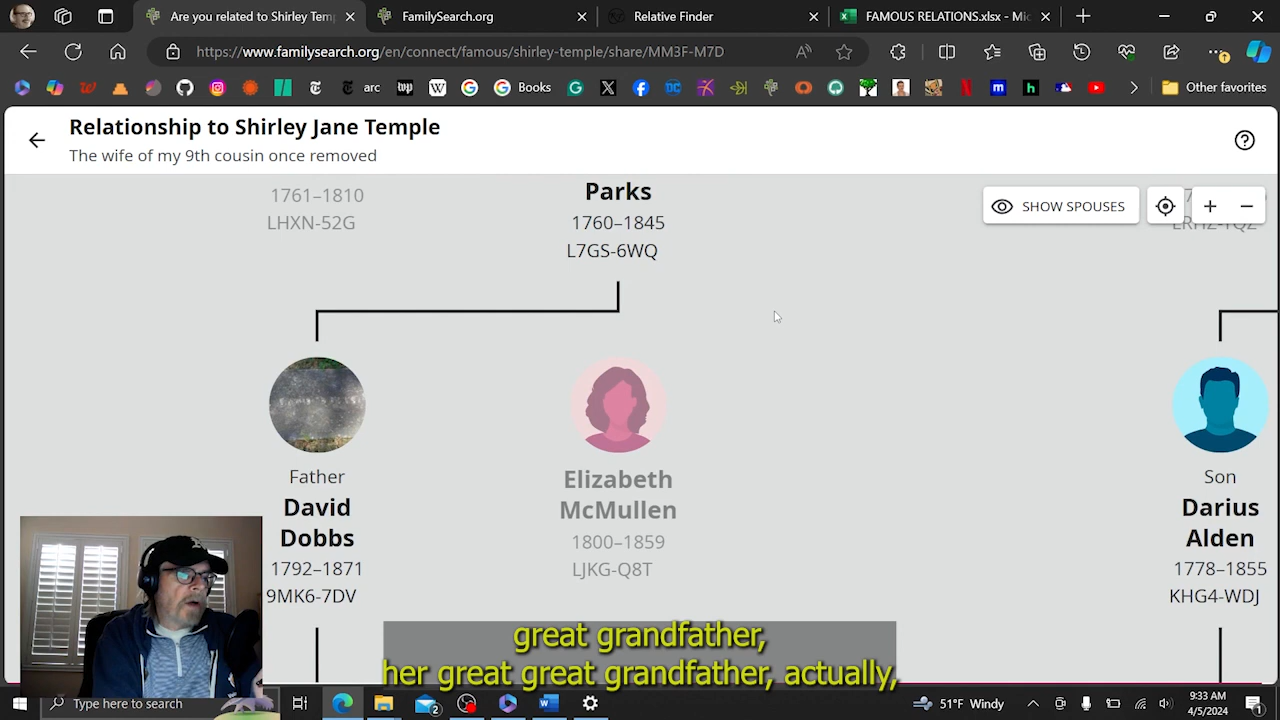 Are you related to Shirley Temp
FamilySearch.org
Relative Finder
FAMOUS RELATIONS.xlsx - Mic
https://www.familysearch.org/en/connect/famous/shirley-temple/share/MM3F-M7D
arc
Books
Other favorites
Relationship to Shirley Jane Temple
The wife of my 9th cousin once removed
1761–1810
LHXN-52G
Parks
1760–1845
L7GS-6WQ
SHOW SPOUSES
Father
David
Dobbs
1792–1871
9MK6-7DV
Elizabeth
McMullen
1800–1859
LJKG-Q8T
Son
Darius
Alden
1778–1855
KHG4-WDJ
great grandfather,
her great great grandfather, actually,
Type here to search
51°F Windy
9:33 AM
4/5/2024